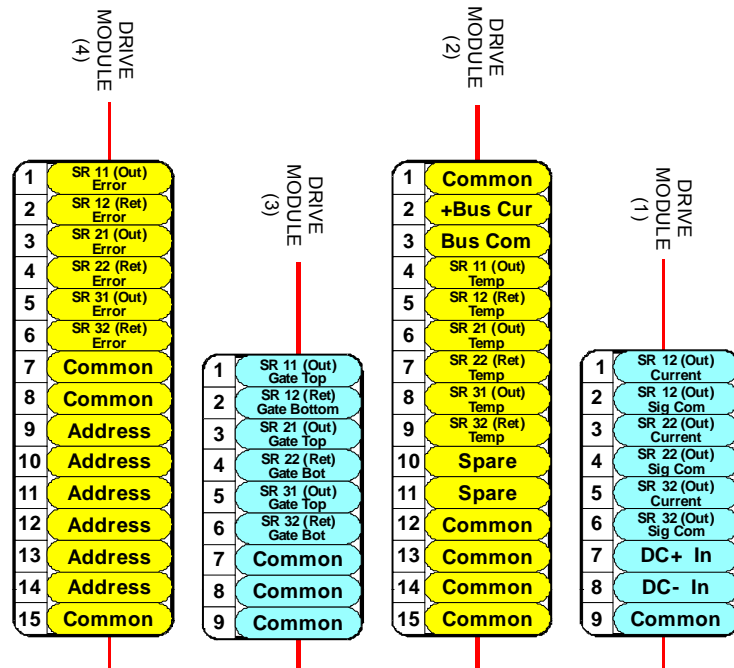 DRIVE
MODULE
(4)
1
SR 11 (Out)
Error
2
SR 12 (Ret)
Error
3
SR 21 (Out)
Error
4
SR 22 (Ret)
Error
5
SR 31 (Out)
Error
6
SR 32 (Ret)
Error
7
Common
8
Common
9
Address
10
Address
11
Address
12
Address
13
Address
14
Address
15
Common
DRIVE
MODULE
(3)
1
SR 11 (Out)
Gate Top
2
SR 12 (Ret)
Gate Bottom
3
SR 21 (Out)
Gate Top
4
SR 22 (Ret)
Gate Bot
5
SR 31 (Out)
Gate Top
6
SR 32 (Ret)
Gate Bot
7
Common
8
Common
9
Common
DRIVE
MODULE
(2)
1
Common
2
+Bus Cur
3
Bus Com
4
SR 11 (Out)
Temp
5
SR 12 (Ret)
Temp
6
SR 21 (Out)
Temp
7
SR 22 (Ret)
Temp
8
SR 31 (Out)
Temp
9
SR 32 (Ret)
Temp
10
Spare
11
Spare
12
Common
13
Common
14
Common
15
Common
DRIVE
MODULE
(1)
1
SR 12 (Out)
Current
2
SR 12 (Out)
Sig Com
3
SR 22 (Out)
Current
4
SR 22 (Out)
Sig Com
5
SR 32 (Out)
Current
6
SR 32 (Out)
Sig Com
7
DC+ In
8
DC- In
9
Common